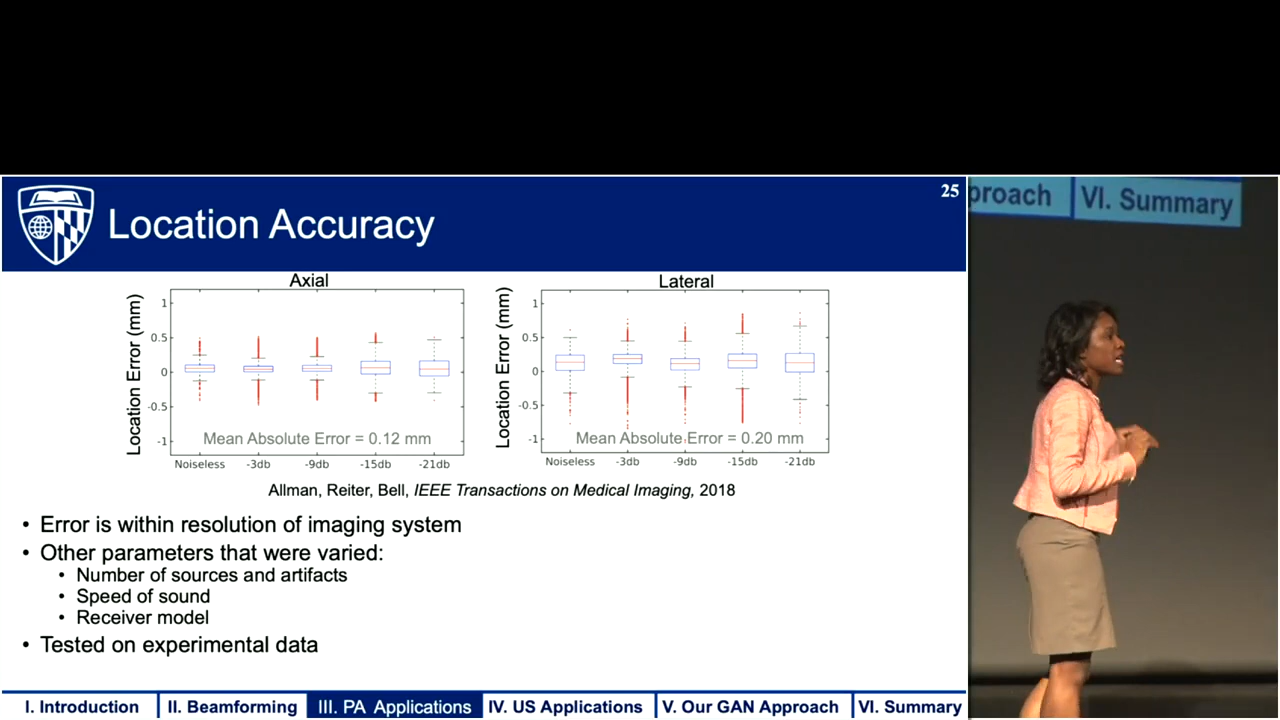 25
Location Accuracy
Axial
Location Error (mm)
1
0.5
0
-0.5
-1
Mean Absolute Error = 0.12 mm
Noiseless -3db -9db -15db -21db
Lateral
Location Error (mm)
1
0.5
0
-0.5
-1
Mean Absolute Error = 0.20 mm
Noiseless -3db -9db -15db -21db
Allman, Reiter, Bell, IEEE Transactions on Medical Imaging, 2018
• Error is within resolution of imaging system
• Other parameters that were varied:
• Number of sources and artifacts
• Speed of sound
• Receiver model
• Tested on experimental data
I. Introduction II. Beamforming III. PA Applications IV. US Applications V. Our GAN Approach VI. Summary
proach VI. Summary